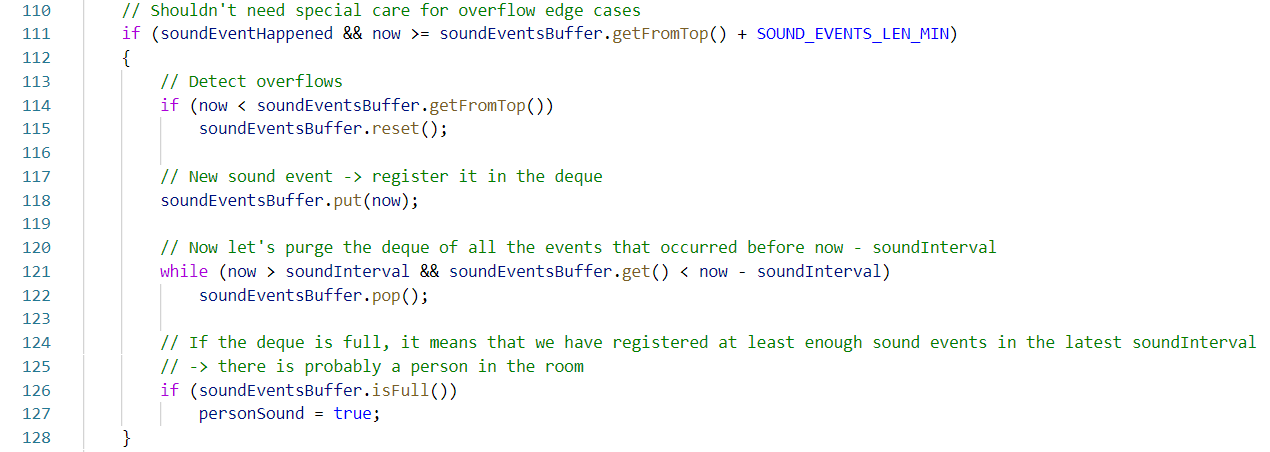 110 // Shouldn't need special care for overflow edge cases
111 if (soundEventHappened && now >= soundEventsBuffer.getFromTop() + SOUND_EVENTS_LEN_MIN)
112 {
113 // Detect overflows
114 if (now < soundEventsBuffer.getFromTop())
115 soundEventsBuffer.reset();
116
117 // New sound event -> register it in the deque
118 soundEventsBuffer.put(now);
119
120 // Now let's purge the deque of all the events that occurred before now - soundInterval
121 while (now > soundInterval && soundEventsBuffer.get() < now - soundInterval)
122 soundEventsBuffer.pop();
123
124 // If the deque is full, it means that we have registered at least enough sound events in the latest soundInterval
125 // -> there is probably a person in the room
126 if (soundEventsBuffer.isFull())
127 personSound = true;
128 }